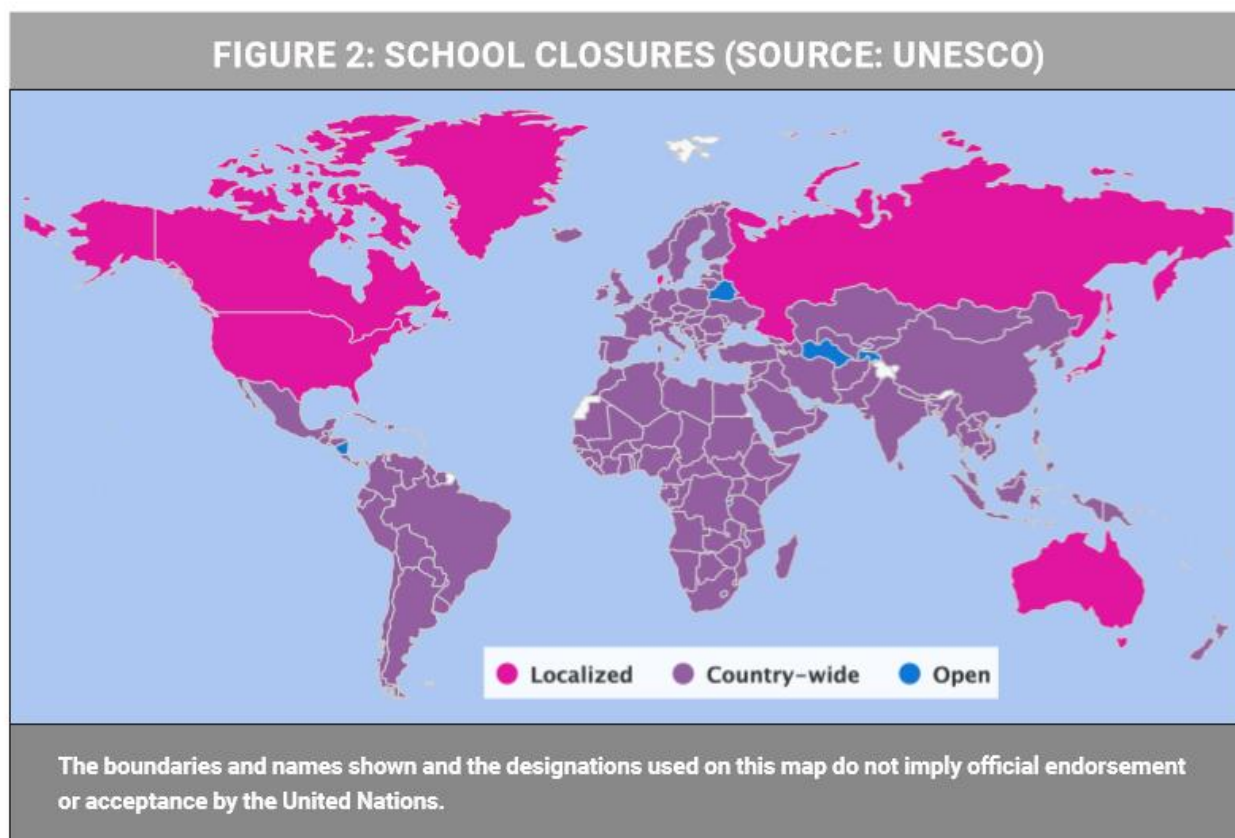 FIGURE 2: SCHOOL CLOSURES (SOURCE: UNESCO)
Localized
Country-wide
Open
The boundaries and names shown and the designations used on this map do not imply official endorsement
or acceptance by the United Nations.